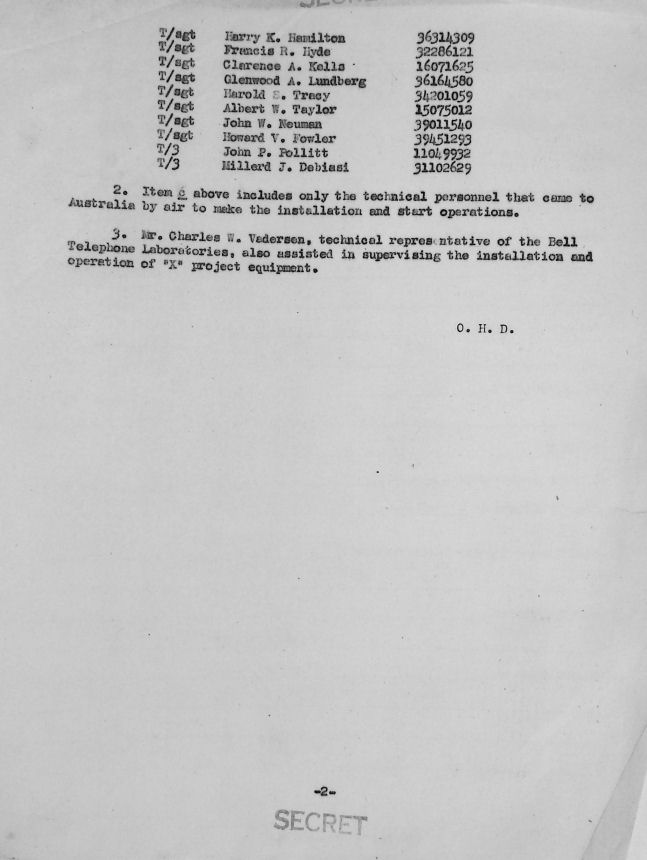 SECRET
T/sgt Harry K. Hamilton 36314309
T/sgt Francis R. Hyde 32286121
T/sgt Clarence A. Kells 16071625
T/sgt Glenwood A. Lundberg 36164580
T/sgt Harold S. Tracy 34201059
T/sgt Albert W. Taylor 15075012
T/sgt John W. Neuman 39011540
T/sgt Howard V. Fowler 39451293
T/3 John P. Pollitt 11049932
T/3 Millerd J. Debiasi 31102629
2. Item c above includes only the technical personnel that came to
Australia by air to make the installation and start operations.
3. Mr. Charles W. Vadersen, technical representative of the Bell
Telephone Laboratories, also assisted in supervising the installation and
operation of "X" project equipment.
O. H. D.
-2-
SECRET